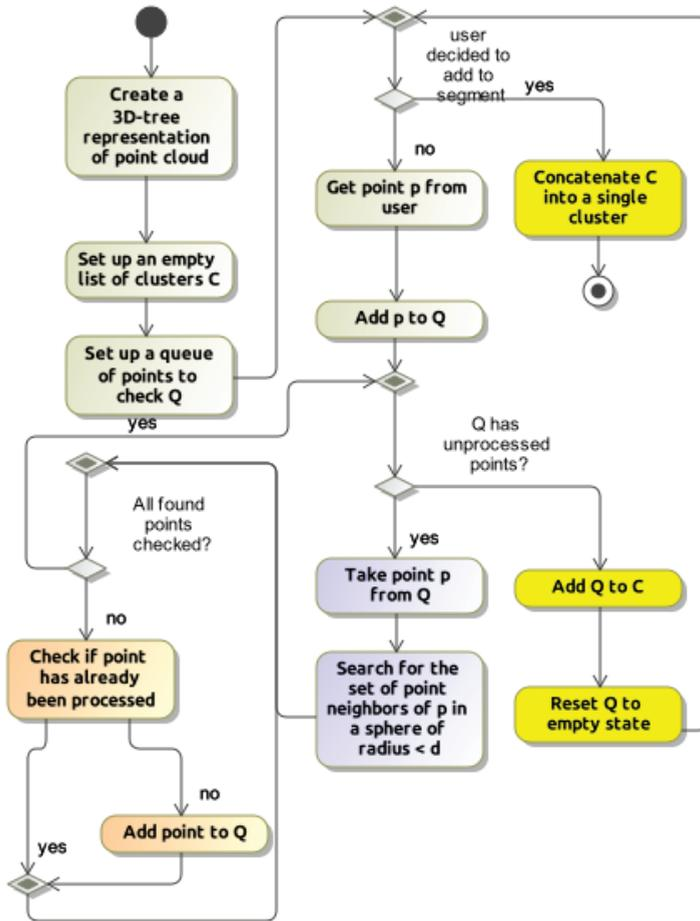 Create a
3D-tree
representation
of point cloud
Set up an empty
list of clusters C
Set up a queue
of points to
check Q
user
decided to
add to
segment
yes
no
Get point p from
user
Concatenate C
into a single
cluster
Add p to Q
Q has
unprocessed
points?
yes
Take point p
from Q
Search for the
set of point
neighbors of p in
a sphere of
radius < d
Add Q to C
Reset Q to
empty state
yes
All found
points
checked?
no
Check if point
has already
been processed
no
Add point to Q
yes